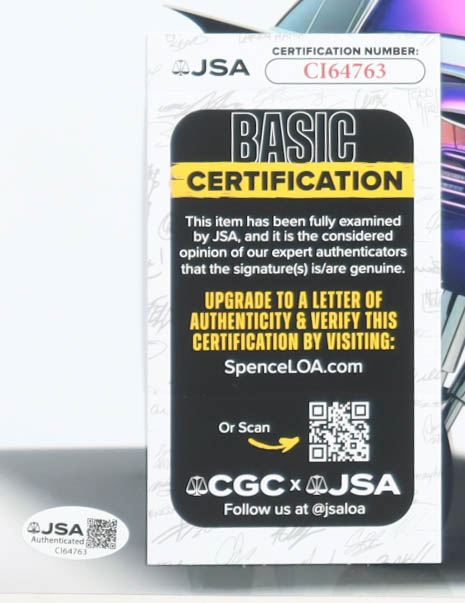 JSA
CERTIFICATION NUMBER:
CI64763
BASIC
CERTIFICATION
This item has been fully examined
by JSA, and it is the considered
opinion of our expert authenticators
that the signature(s) is/are genuine.
UPGRADE TO A LETTER OF
AUTHENTICITY & VERIFY THIS
CERTIFICATION BY VISITING:
SpenceLOA.com
Or Scan
CGC x JSA
Follow us at @jsaloa
JSA
Authenticated
CI64763